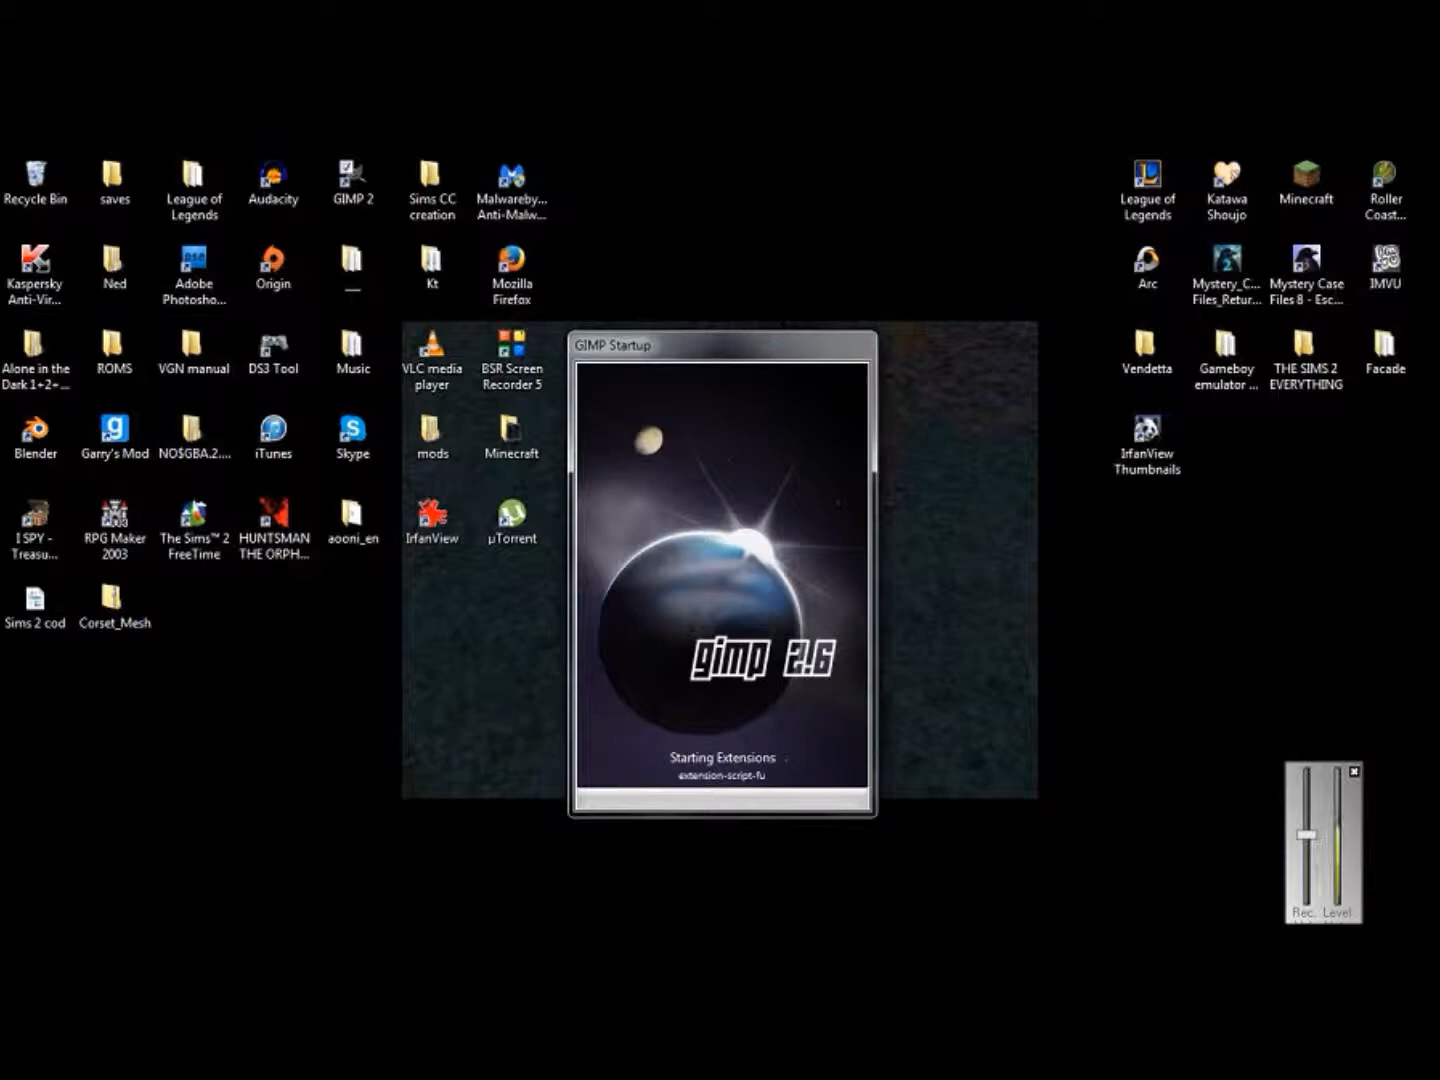 Recycle Bin
saves
League of
Legends
Audacity
GIMP 2
Sims CC
creation
Malwareby...
Anti-Malw...
League of
Legends
Katawa
Shoujo
Minecraft
Roller
Coast...
Kaspersky
Anti-Vir...
Ned
Adobe
Photosho...
Origin
__
Kt
Mozilla
Firefox
Arc
Mystery_C...
Files_Retur...
Mystery Case
Files 8 - Esc...
IMVU
Alone in the
Dark 1+2+...
ROMS
VGN manual
DS3 Tool
Music
VLC media
player
BSR Screen
Recorder 5
GIMP Startup
Vendetta
Gameboy
emulator ...
THE SIMS 2
EVERYTHING
Facade
Blender
Garry's Mod
NO$GBA.2....
iTunes
Skype
mods
Minecraft
IrfanView
Thumbnails
I SPY -
Treasu...
RPG Maker
2003
The Sims™ 2
FreeTime
HUNTSMAN
THE ORPH...
aooni_en
IrfanView
µTorrent
Sims 2 cod
Corset_Mesh
gimp 2.6
Starting Extensions
extension-script-fu
Rec. Level